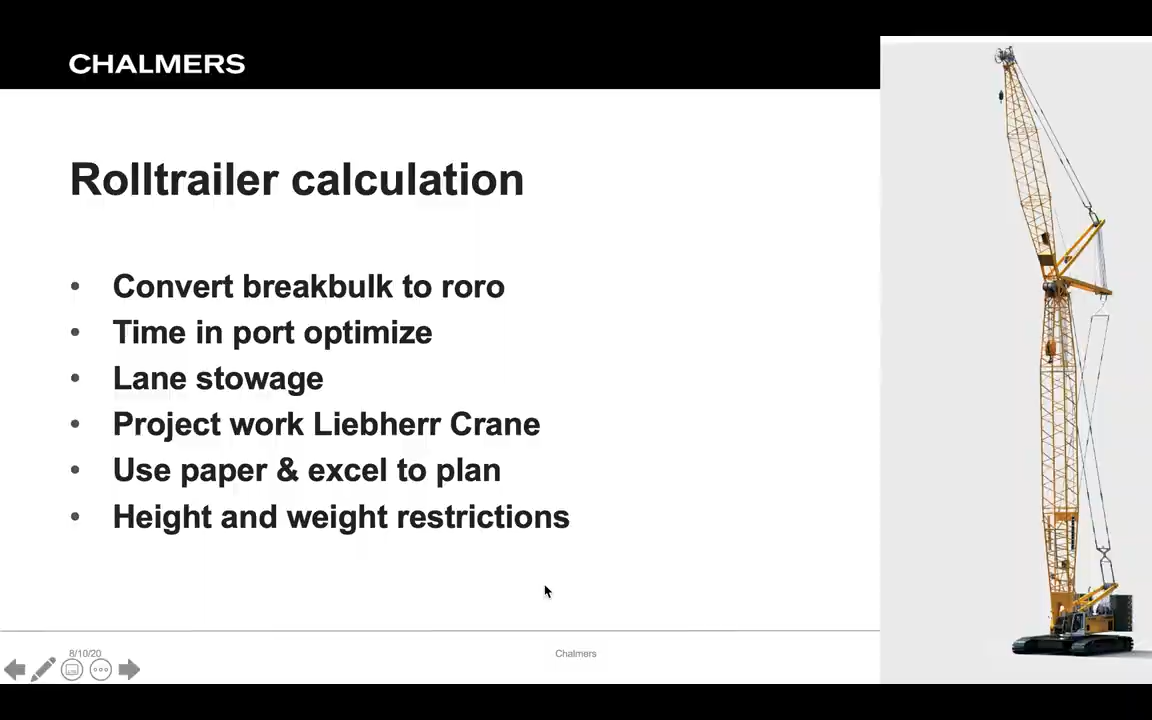 CHALMERS
Rolltrailer calculation
• Convert breakbulk to roro
• Time in port optimize
• Lane stowage
• Project work Liebherr Crane
• Use paper & excel to plan
• Height and weight restrictions
8/10/20
Chalmers